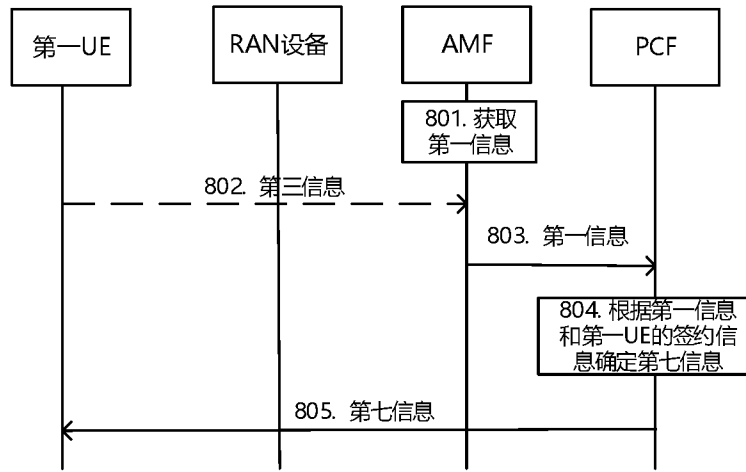 第一UE
RAN设备
AMF
PCF
801. 获取
第一信息
802. 第三信息
803. 第一信息
804. 根据第一信息
和第一UE的签约信
息确定第七信息
805. 第七信息